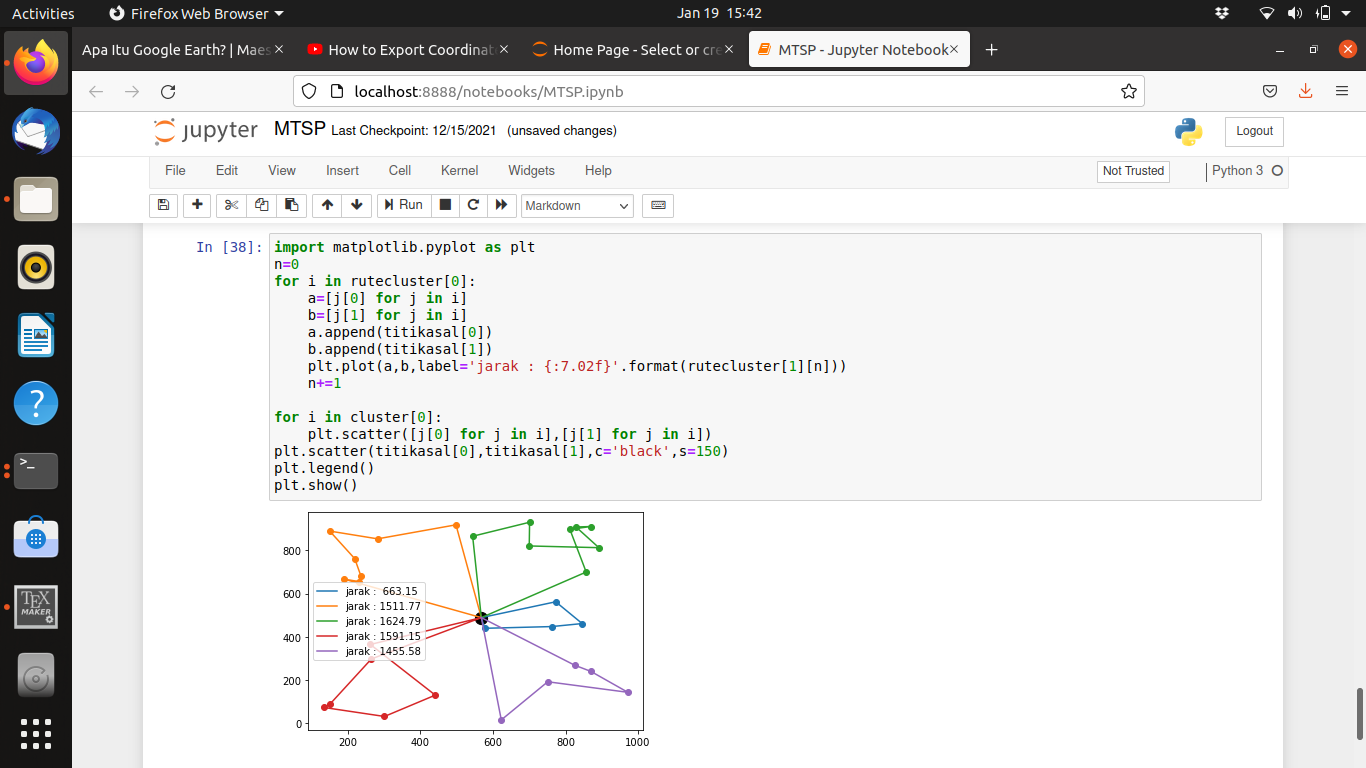 Activities
Firefox Web Browser
Jan 19 15:42
Apa Itu Google Earth? | Maes
How to Export Coordinat
Home Page - Select or cre
MTSP - Jupyter Notebook
localhost:8888/notebooks/MTSP.ipynb
jupyter MTSP Last Checkpoint: 12/15/2021 (unsaved changes)
Logout
File Edit View Insert Cell Kernel Widgets Help
Not Trusted
Python 3
Run
Markdown
In [38]:
import matplotlib.pyplot as plt
n=0
for i in rutecluster[0]:
    a=[j[0] for j in i]
    b=[j[1] for j in i]
    a.append(titikasal[0])
    b.append(titikasal[1])
    plt.plot(a,b,label='jarak : {:7.02f}'.format(rutecluster[1][n]))
    n+=1
for i in cluster[0]:
    plt.scatter([j[0] for j in i],[j[1] for j in i])
plt.scatter(titikasal[0],titikasal[1],c='black',s=150)
plt.legend()
plt.show()
800
600
400
200
0
jarak : 663.15
jarak : 1511.77
jarak : 1624.79
jarak : 1591.15
jarak : 1455.58
200 400 600 800 1000
>_
?
TEX
MAKER